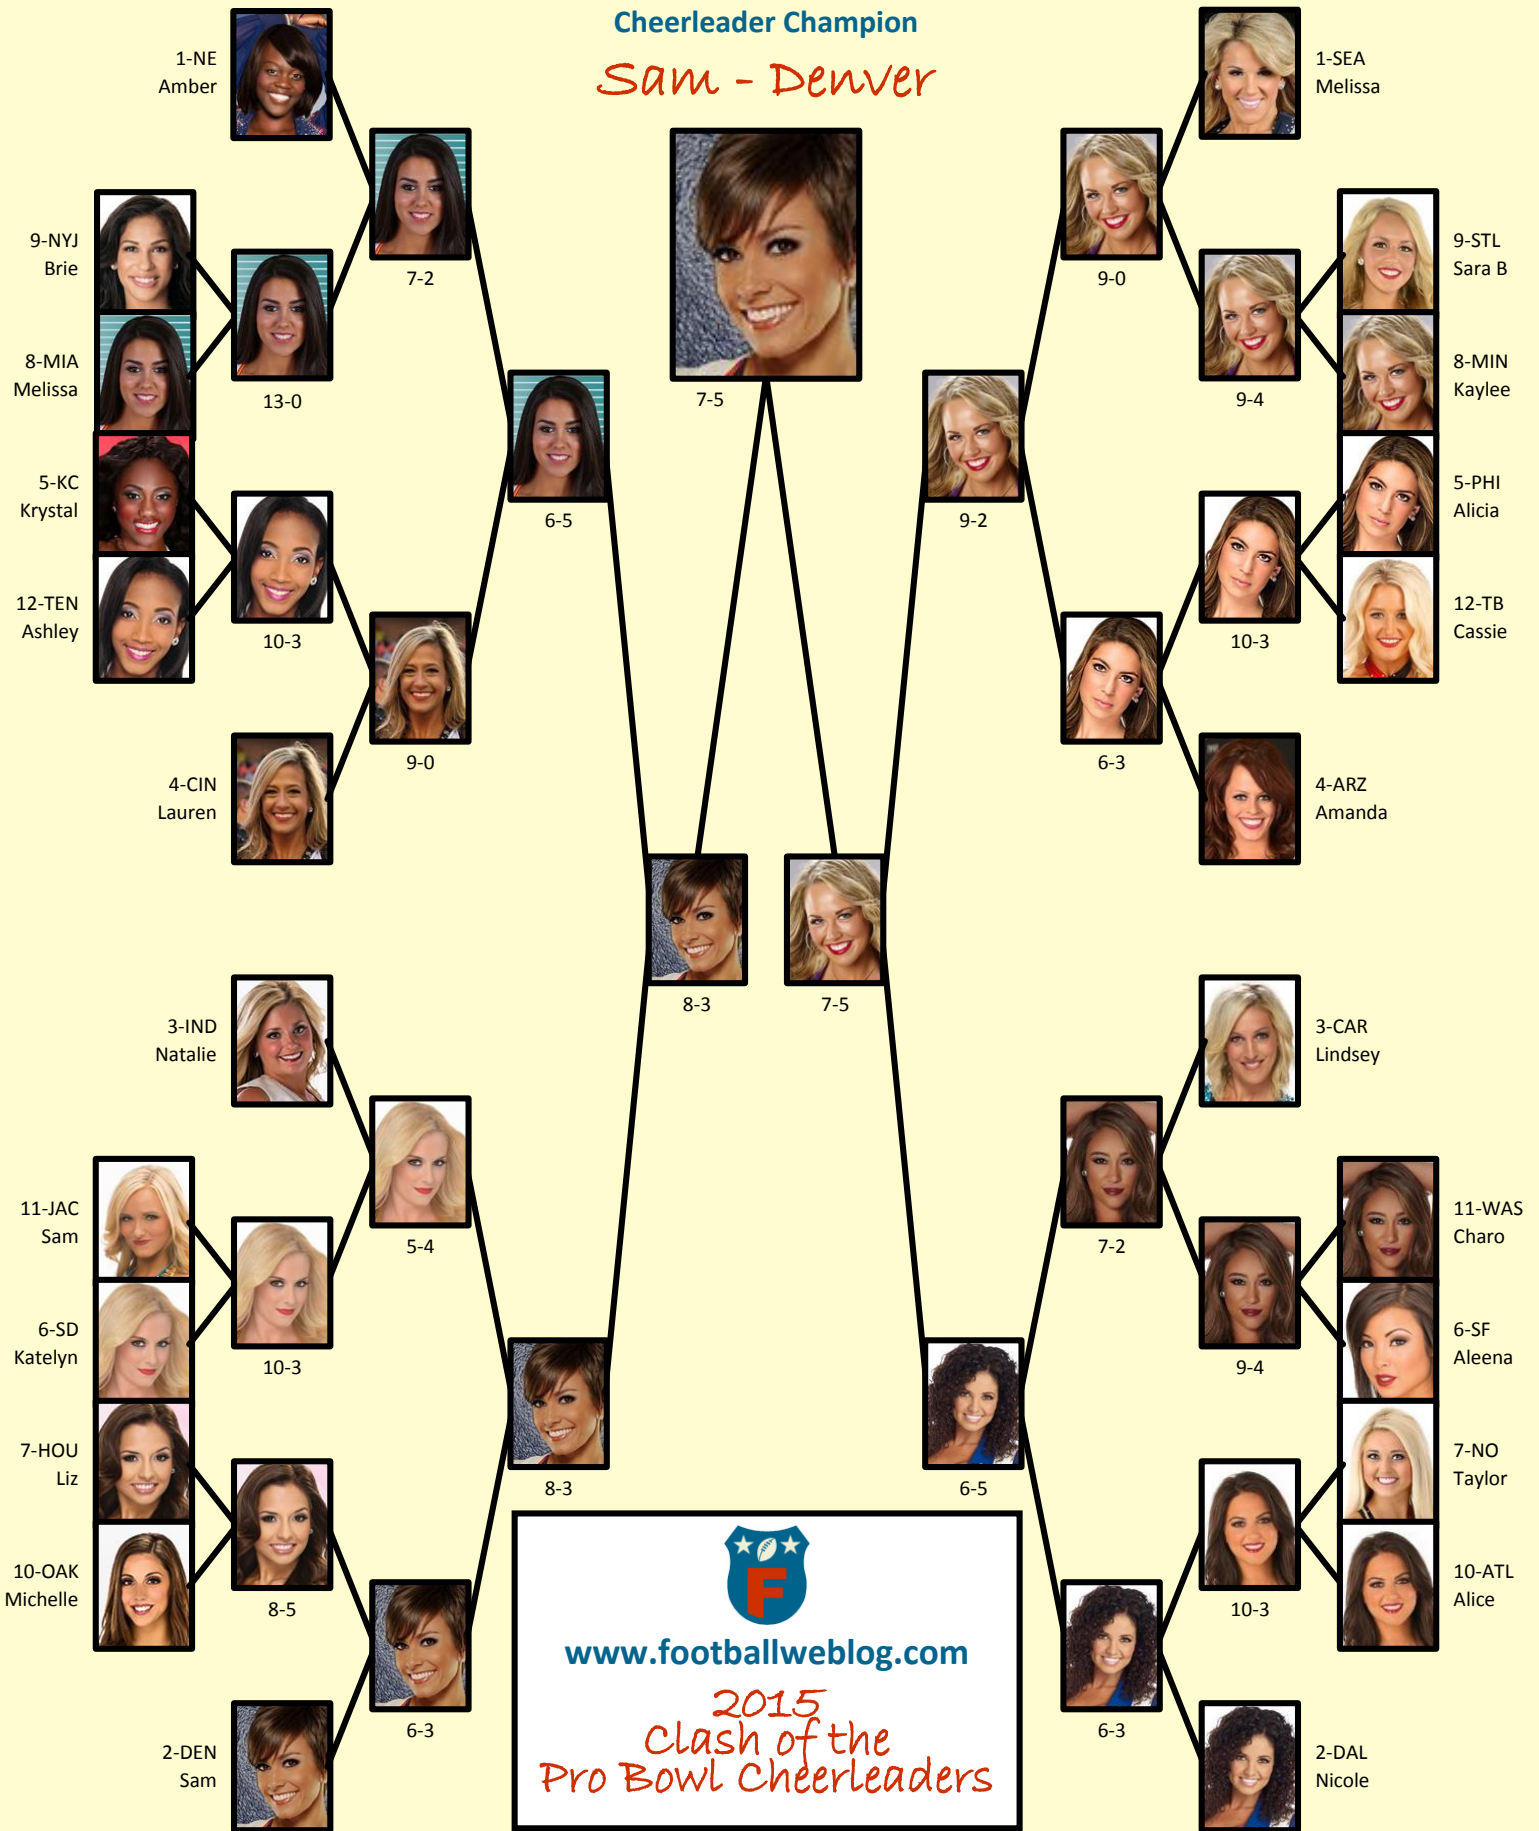 Cheerleader Champion
Sam - Denver
1-NE
Amber
1-SEA
Melissa
9-NYJ
Brie
7-2
9-0
9-STL
Sara B
8-MIA
Melissa
13-0
7-5
9-4
8-MIN
Kaylee
5-KC
Krystal
6-5
9-2
5-PHI
Alicia
12-TEN
Ashley
10-3
10-3
12-TB
Cassie
4-CIN
Lauren
9-0
6-3
4-ARZ
Amanda
3-IND
Natalie
8-3
7-5
3-CAR
Lindsey
11-JAC
Sam
5-4
7-2
11-WAS
Charo
6-SD
Katelyn
10-3
9-4
6-SF
Aleena
7-HOU
Liz
8-3
6-5
7-NO
Taylor
10-OAK
Michelle
8-5
10-3
10-ATL
Alice
F
www.footballweblog.com
2015
Clash of the
Pro Bowl Cheerleaders
6-3
6-3
2-DEN
Sam
2-DAL
Nicole